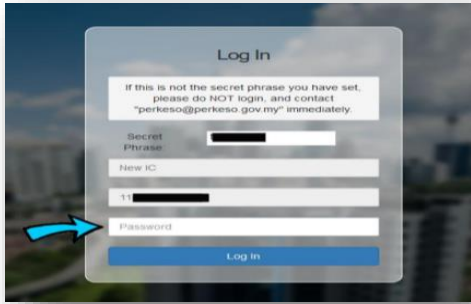 Log In
If this is not the secret phrase you have set,
please do NOT login, and contact
"perkeso@perkeso.gov.my" immediately.
Secret
Phrase
New IC
11
Password
Log In